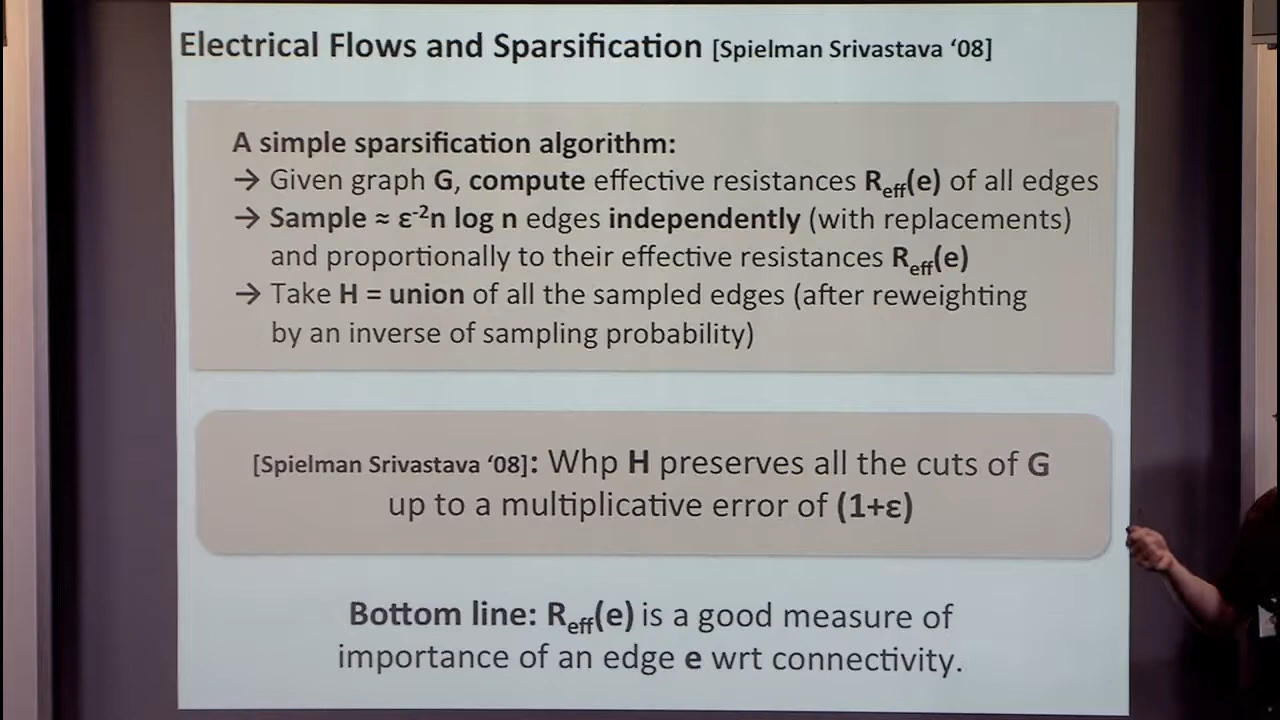 Electrical Flows and Sparsification [Spielman Srivastava ‘08]
A simple sparsification algorithm:
→ Given graph G, compute effective resistances Reff(e) of all edges
→ Sample ≈ ε⁻²n log n edges independently (with replacements)
and proportionally to their effective resistances Reff(e)
→ Take H = union of all the sampled edges (after reweighting
by an inverse of sampling probability)
[Spielman Srivastava ‘08]: Whp H preserves all the cuts of G
up to a multiplicative error of (1+ε)
Bottom line: Reff(e) is a good measure of
importance of an edge e wrt connectivity.